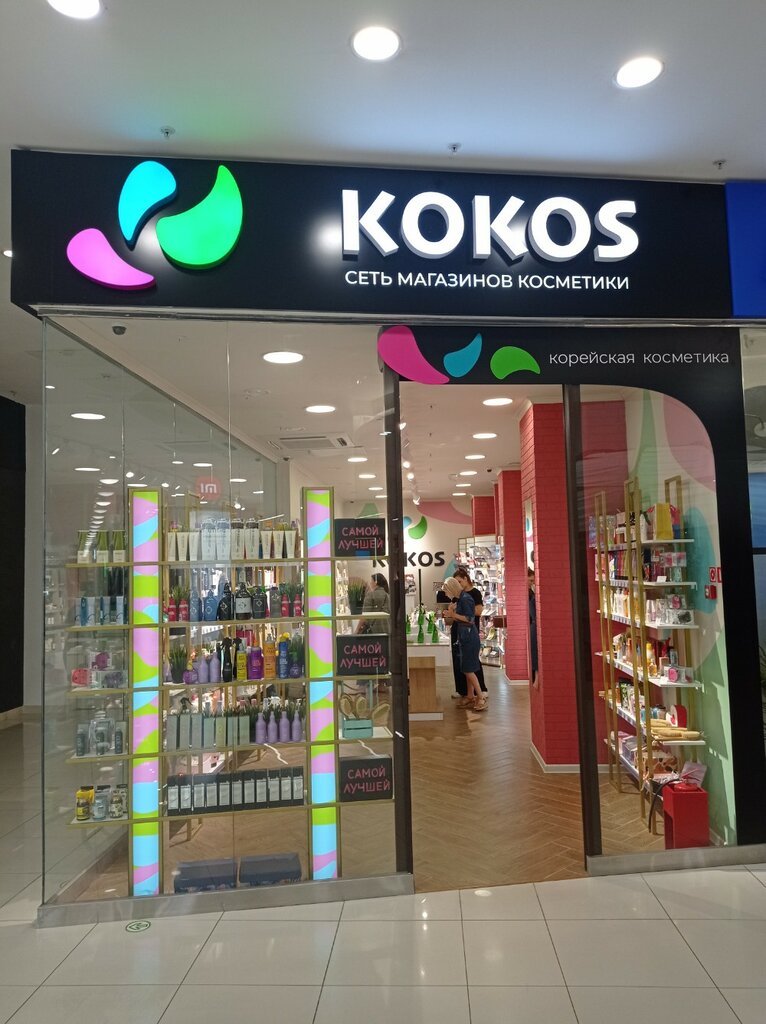 KOKOS
СЕТЬ МАГАЗИНОВ КОСМЕТИКИ
корейская косметика
САМОЙ
ЛУЧШЕЙ
KOKOS
САМОЙ
ЛУЧШЕЙ
САМОЙ
ЛУЧШЕЙ